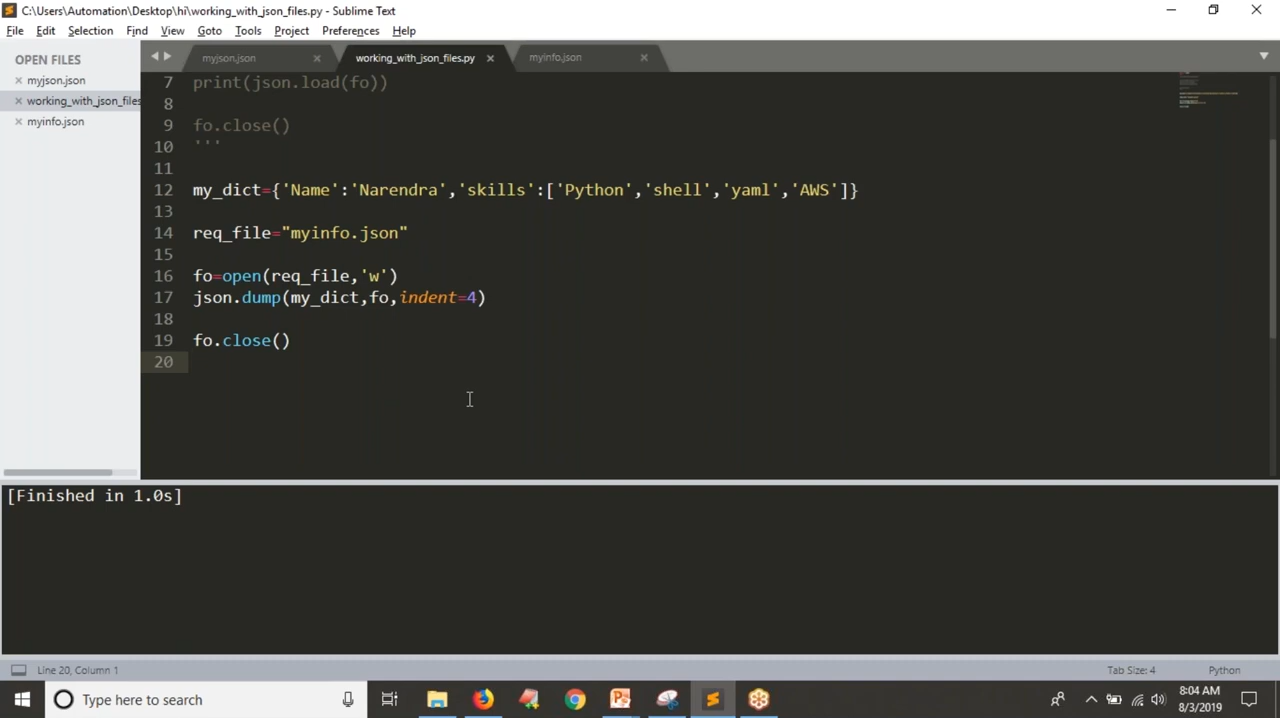 C:\Users\Automation\Desktop\hi\working_with_json_files.py - Sublime Text
File Edit Selection Find View Goto Tools Project Preferences Help
OPEN FILES
myjson.json
working_with_json_files
myinfo.json
myjson.json working_with_json_files.py myinfo.json
7 print(json.load(fo))
8
9 fo.close()
10 '''
11
12 my_dict={'Name':'Narendra','skills':['Python','shell','yaml','AWS']}
13
14 req_file="myinfo.json"
15
16 fo=open(req_file,'w')
17 json.dump(my_dict,fo,indent=4)
18
19 fo.close()
20
[Finished in 1.0s]
Line 20, Column 1
Tab Size: 4
Python
Type here to search
8:04 AM
8/3/2019